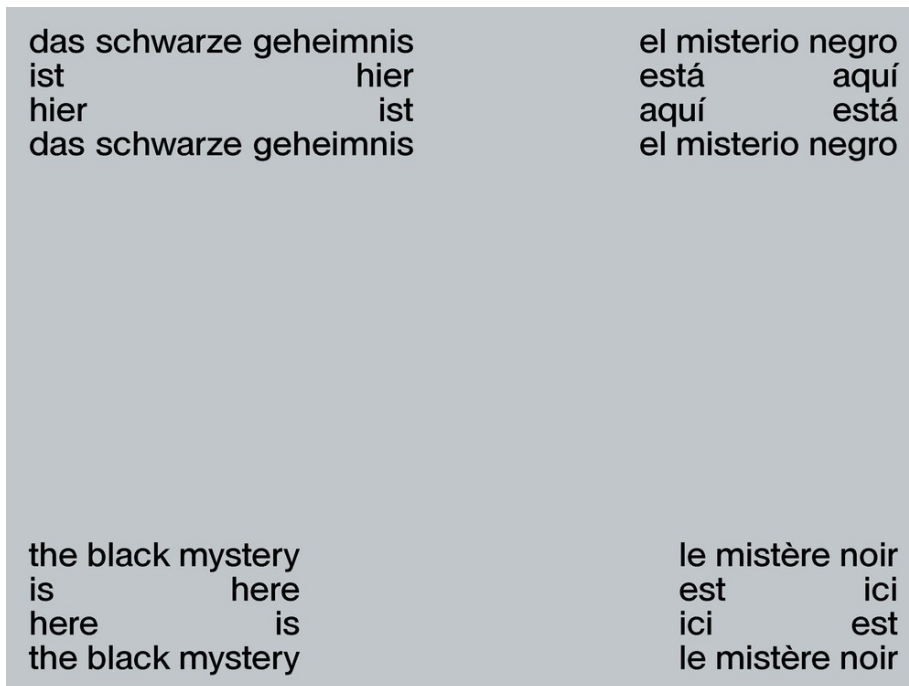 das schwarze geheimnis
ist hier
hier ist
das schwarze geheimnis
el misterio negro
está aquí
aquí está
el misterio negro
the black mystery
is here
here is
the black mystery
le mistère noir
est ici
ici est
le mistère noir